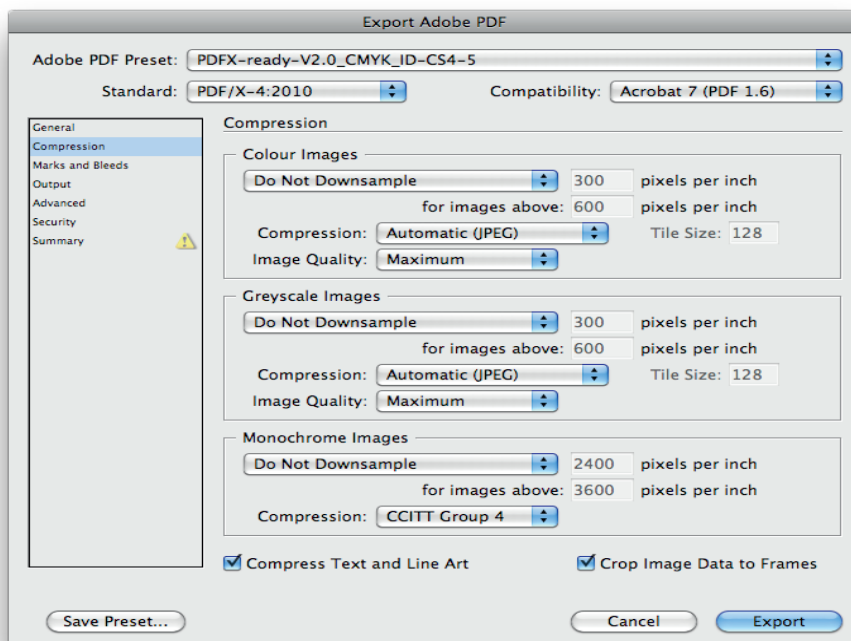 Export Adobe PDF
Adobe PDF Preset: PDFX-ready-V2.0_CMYK_ID-CS4-5
Standard: PDF/X-4:2010 Compatibility: Acrobat 7 (PDF 1.6)
General
Compression
Marks and Bleeds
Output
Advanced
Security
Summary
Compression
Colour Images
Do Not Downsample 300 pixels per inch
for images above: 600 pixels per inch
Compression: Automatic (JPEG) Tile Size: 128
Image Quality: Maximum
Greyscale Images
Do Not Downsample 300 pixels per inch
for images above: 600 pixels per inch
Compression: Automatic (JPEG) Tile Size: 128
Image Quality: Maximum
Monochrome Images
Do Not Downsample 2400 pixels per inch
for images above: 3600 pixels per inch
Compression: CCITT Group 4
Compress Text and Line Art Crop Image Data to Frames
Save Preset... Cancel Export